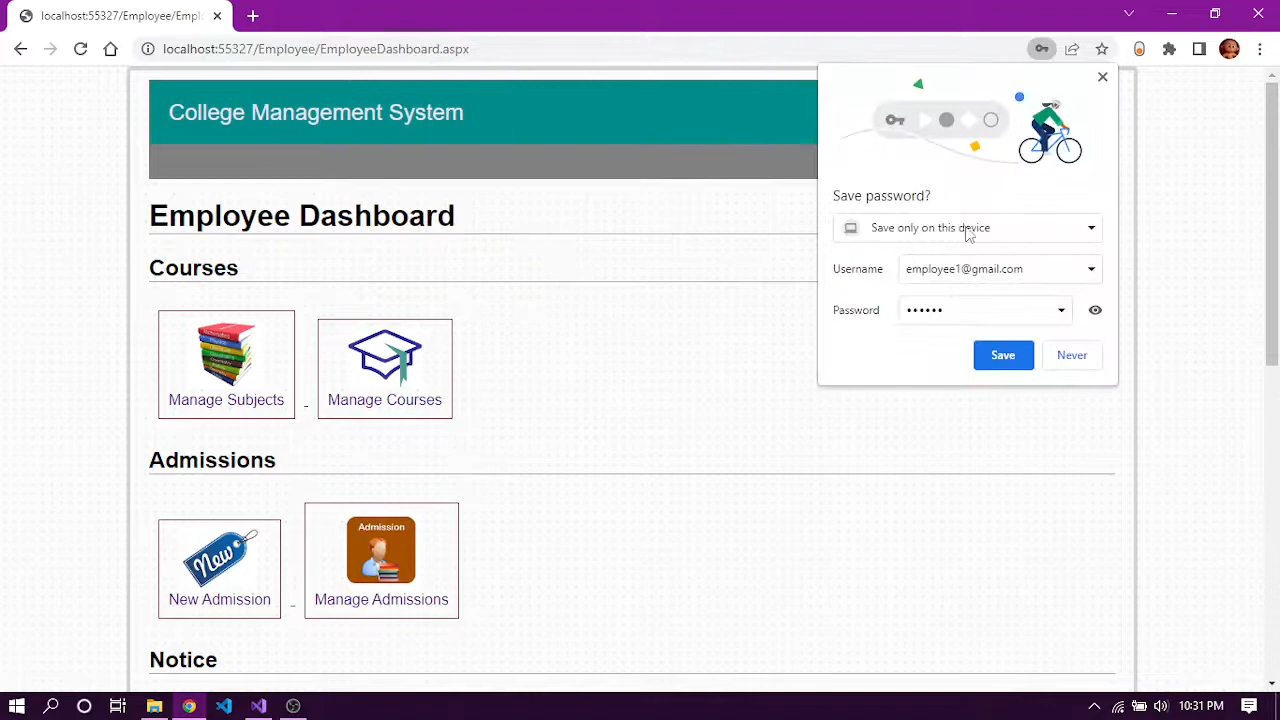 localhost:55327/Employee/Empl
localhost:55327/Employee/EmployeeDashboard.aspx
College Management System
Save password?
Save only on this device
Username employee1@gmail.com
Password ••••••
Save Never
Employee Dashboard
Courses
Manage Subjects Manage Courses
Admissions
New
Admission
New Admission Manage Admissions
Notice
10:31 PM